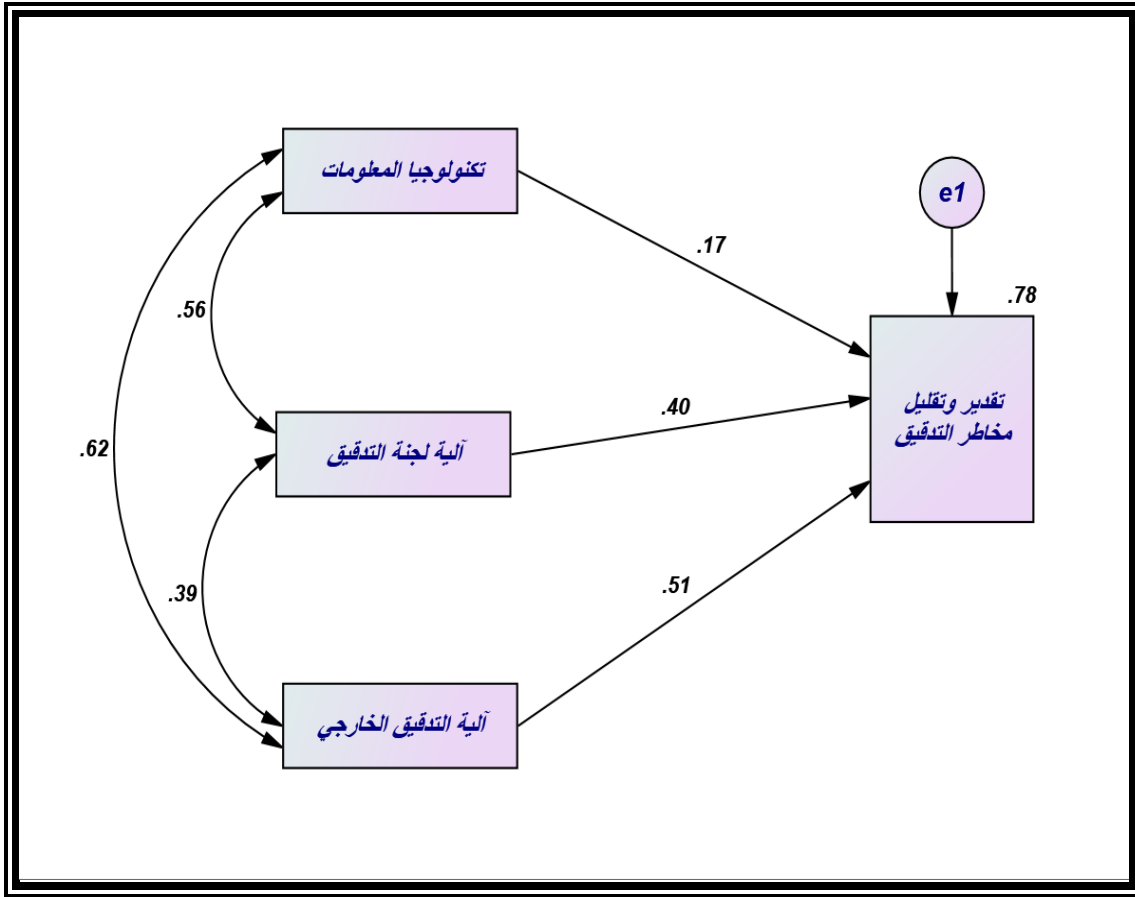 تكنولوجيا المعلومات
e1
.17
.78
.56
تقدير وتقليل
مخاطر التدقيق
.40
.62
آلية لجنة التدقيق
.39
.51
آلية التدقيق الخارجي